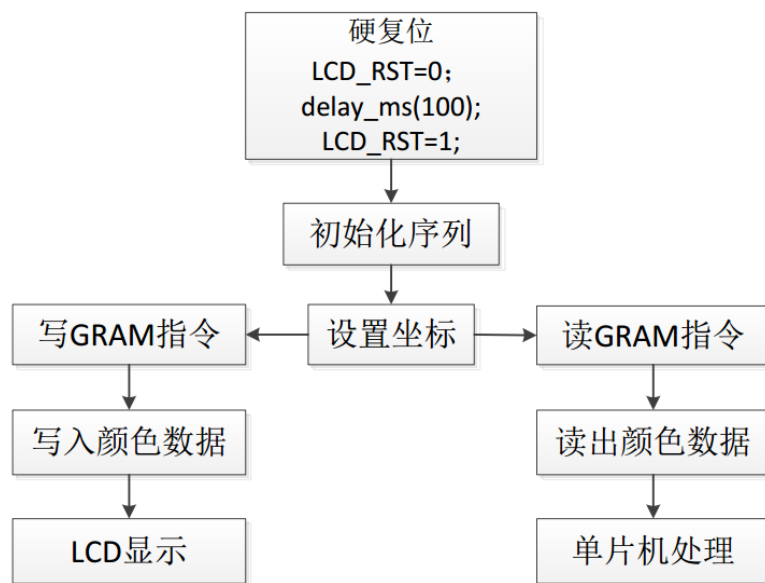 硬复位
LCD_RST=0；
delay_ms(100);
LCD_RST=1;
初始化序列
写GRAM指令
设置坐标
读GRAM指令
写入颜色数据
读出颜色数据
LCD显示
单片机处理